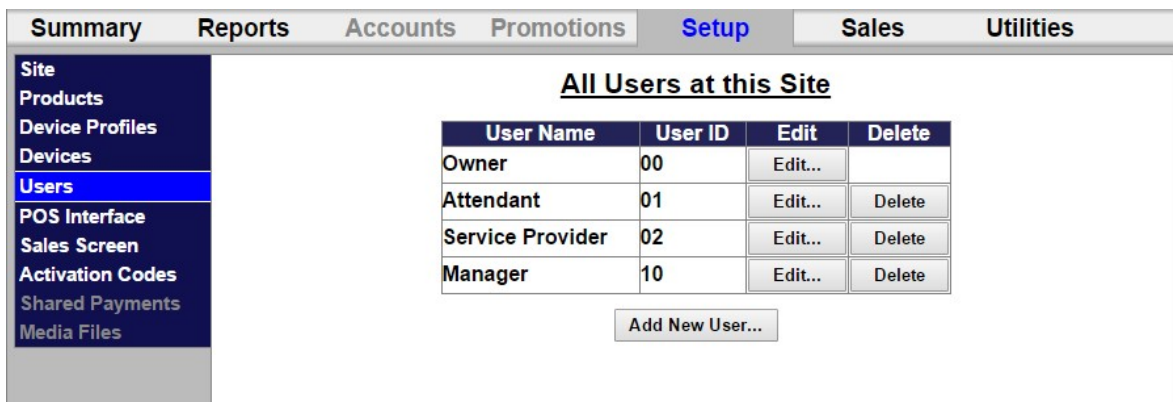 Summary Reports Accounts Promotions Setup Sales Utilities
Site
Products
Device Profiles
Devices
Users
POS Interface
Sales Screen
Activation Codes
Shared Payments
Media Files
All Users at this Site
User Name User ID Edit Delete
Owner 00 Edit...
Attendant 01 Edit... Delete
Service Provider 02 Edit... Delete
Manager 10 Edit... Delete
Add New User...